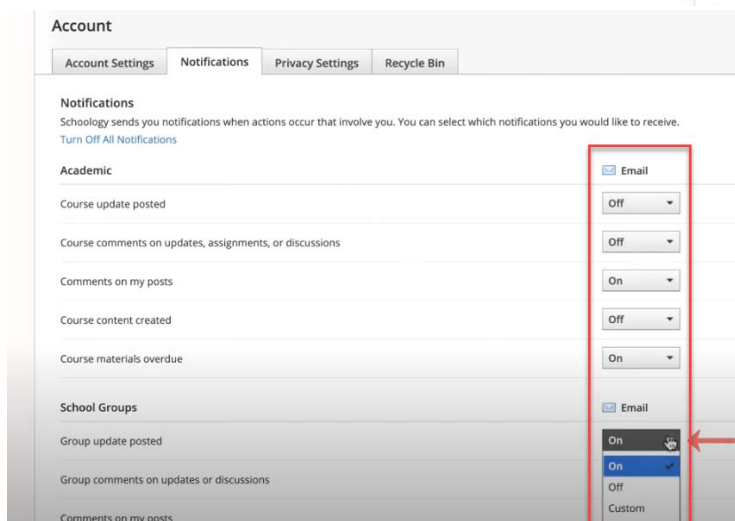 Account
Account Settings Notifications Privacy Settings Recycle Bin
Notifications
Schoology sends you notifications when actions occur that involve you. You can select which notifications you would like to receive.
Turn Off All Notifications
Academic Email
Course update posted Off
Course comments on updates, assignments, or discussions Off
Comments on my posts On
Course content created Off
Course materials overdue On
School Groups Email
Group update posted On
On
Group comments on updates or discussions
Off
Custom
Comments on my posts